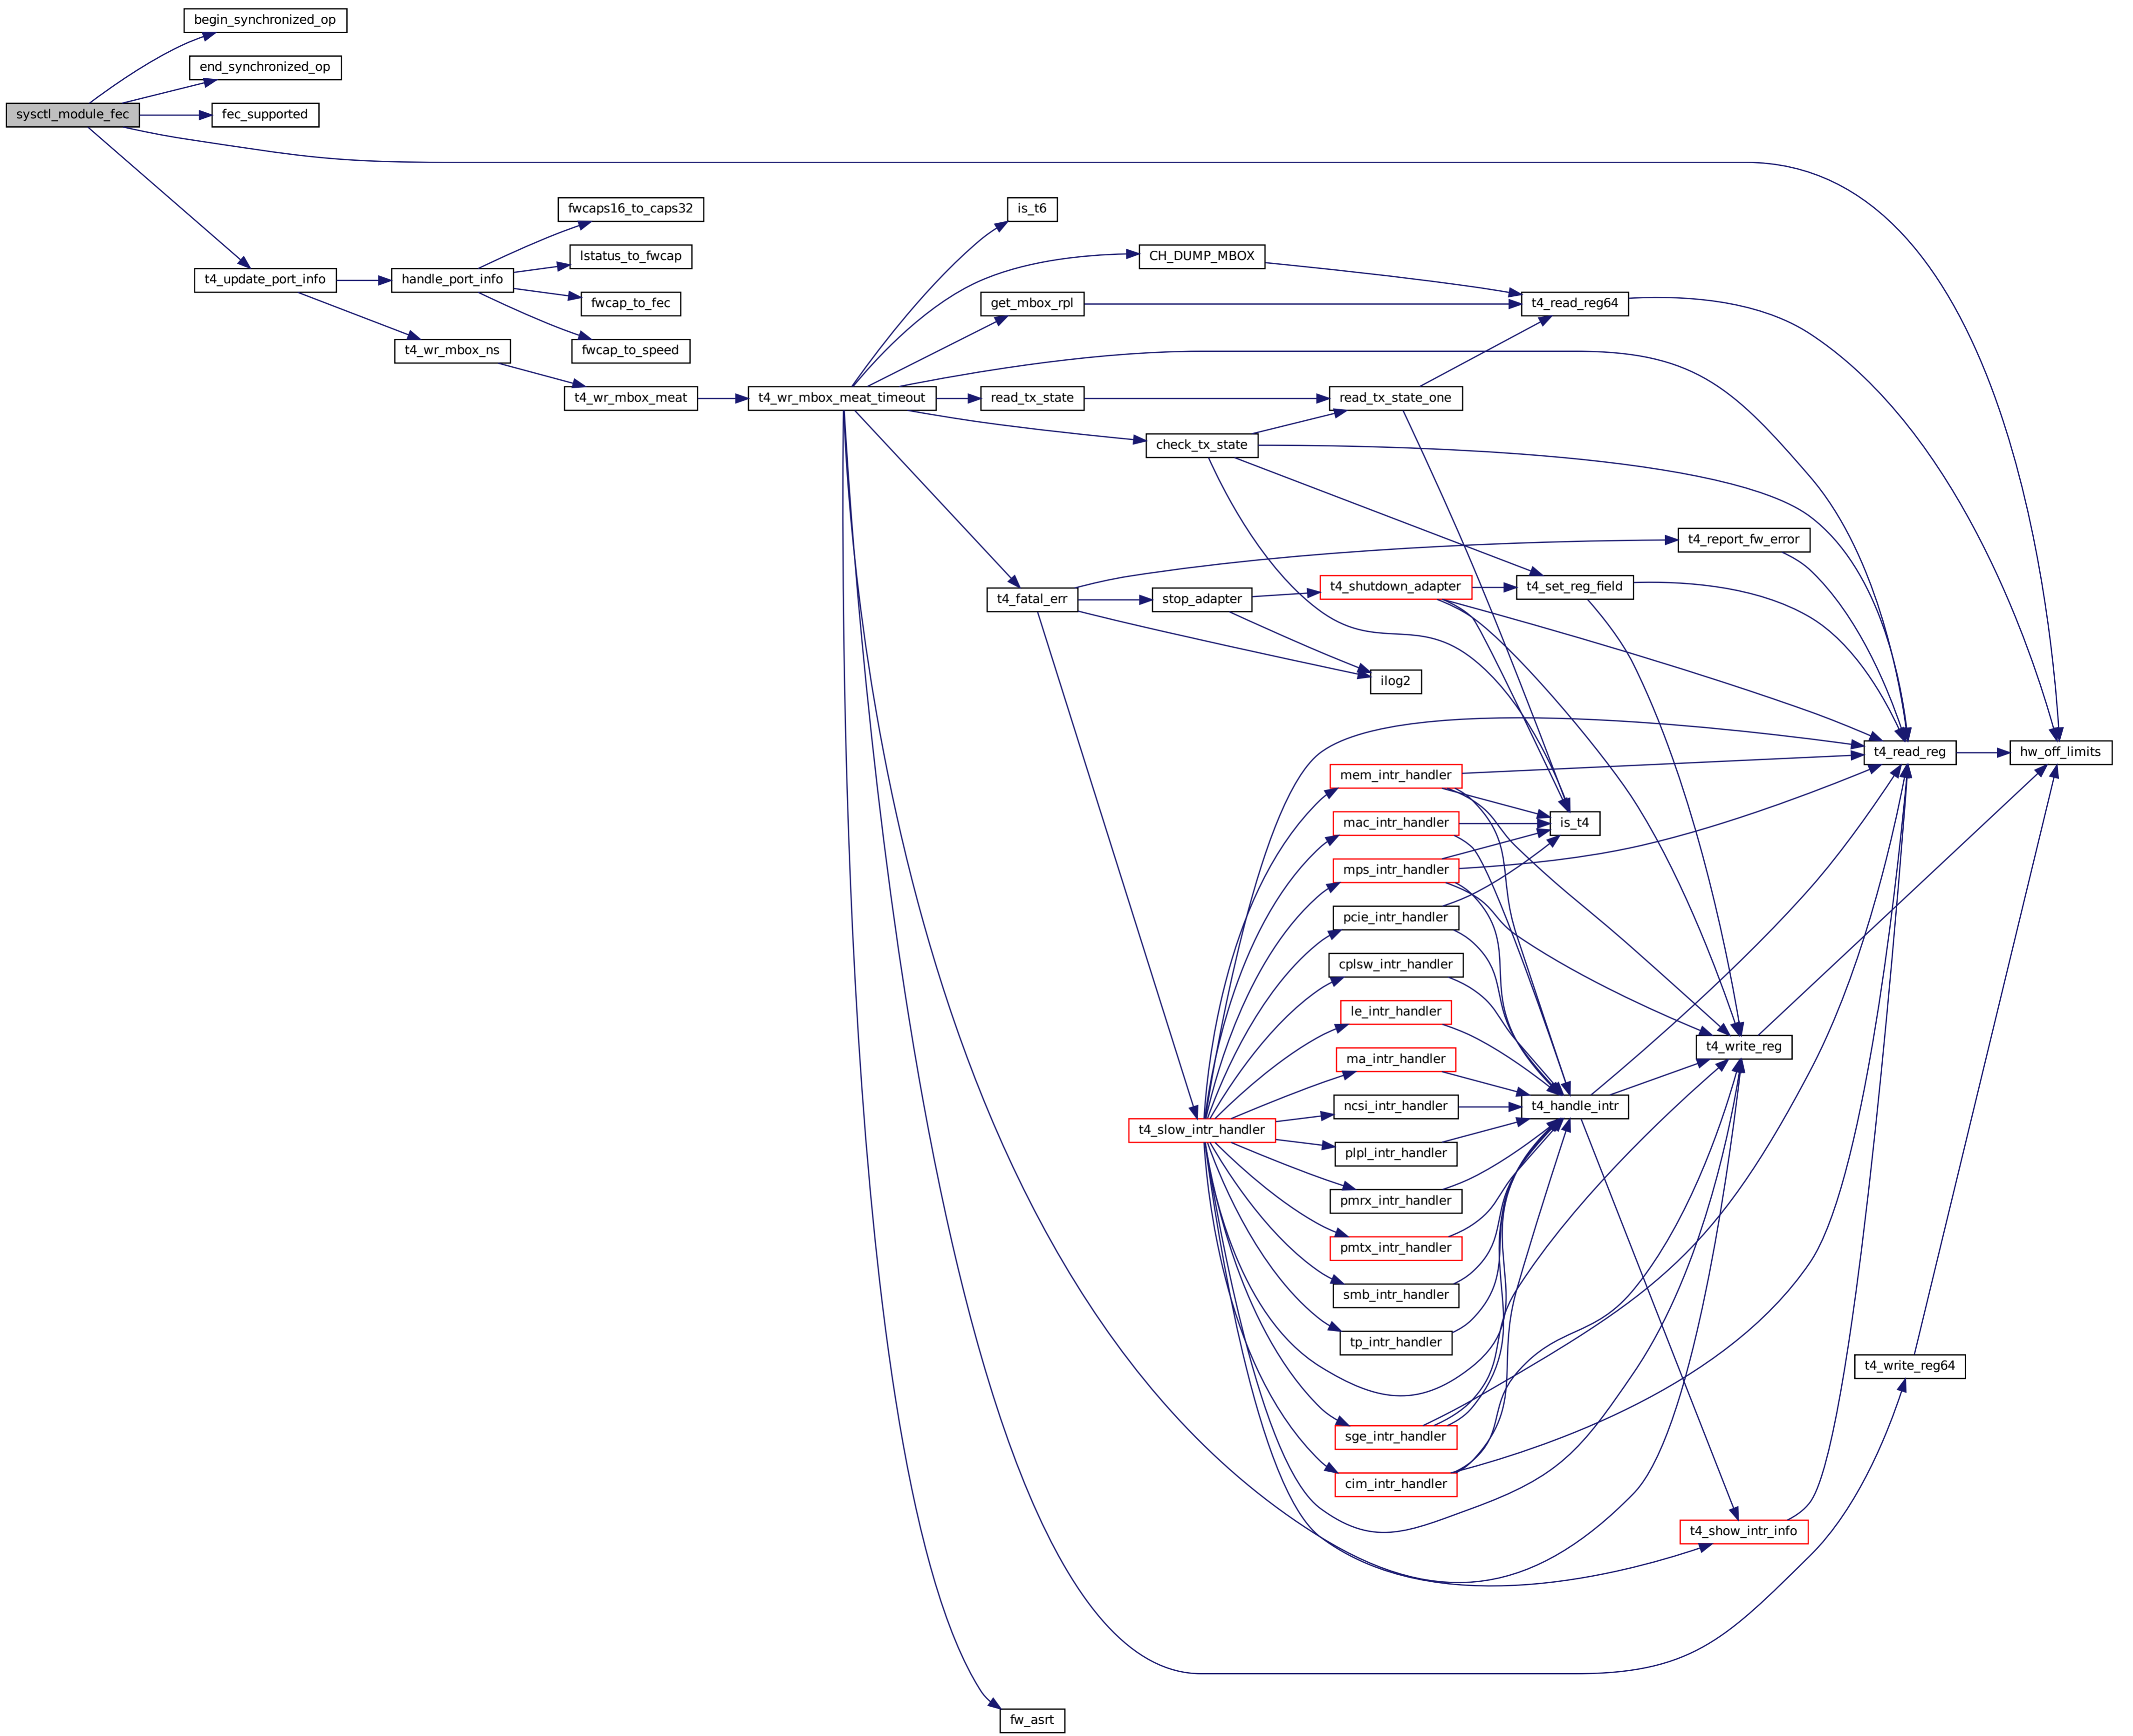 begin_synchronized_op
end_synchronized_op
sysctl_module_fec
fec_supported
fwcaps16_to_caps32
is_t6
lstatus_to_fwcap
CH_DUMP_MBOX
t4_update_port_info
handle_port_info
fwcap_to_fec
get_mbox_rpl
t4_read_reg64
t4_wr_mbox_ns
fwcap_to_speed
t4_wr_mbox_meat
t4_wr_mbox_meat_timeout
read_tx_state
read_tx_state_one
check_tx_state
t4_report_fw_error
t4_fatal_err
stop_adapter
t4_shutdown_adapter
t4_set_reg_field
ilog2
t4_read_reg
hw_off_limits
mem_intr_handler
mac_intr_handler
is_t4
mps_intr_handler
pcie_intr_handler
cplsw_intr_handler
le_intr_handler
t4_write_reg
ma_intr_handler
ncsi_intr_handler
t4_handle_intr
t4_slow_intr_handler
plpl_intr_handler
pmrx_intr_handler
pmtx_intr_handler
smb_intr_handler
tp_intr_handler
t4_write_reg64
sge_intr_handler
cim_intr_handler
t4_show_intr_info
fw_asrt